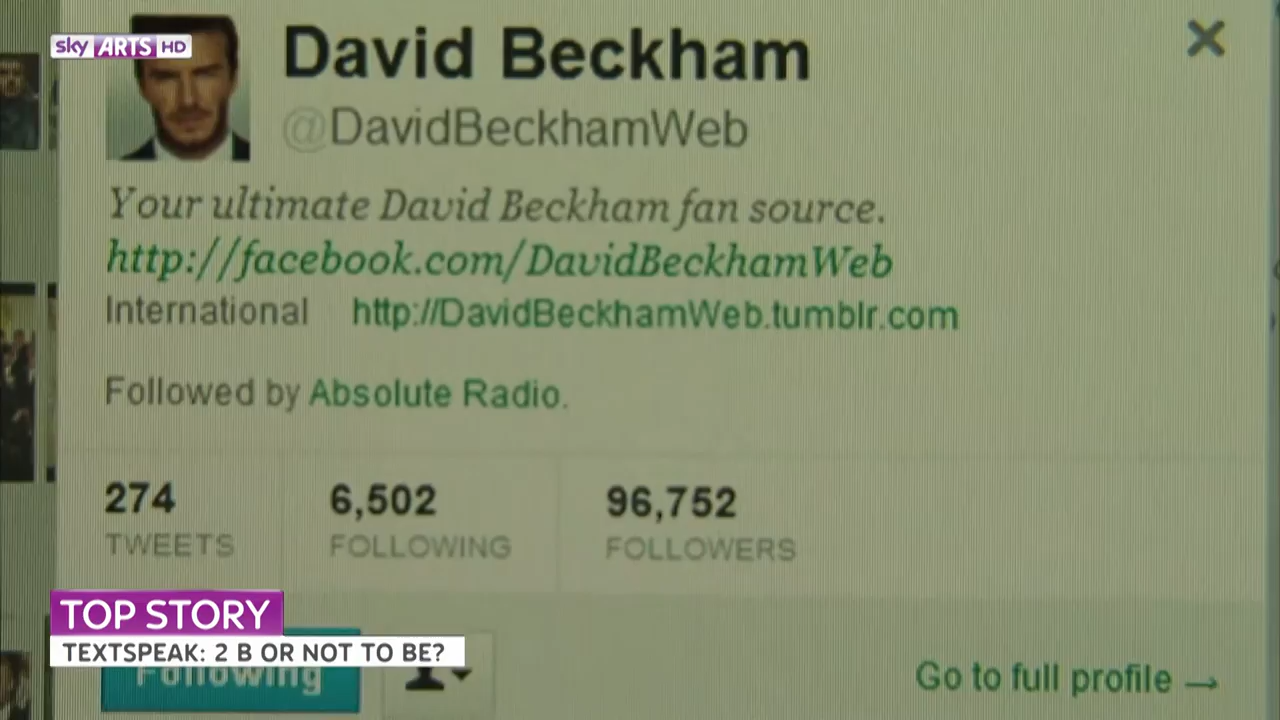 sky ARTS HD
David Beckham
@DavidBeckhamWeb
Your ultimate David Beckham fan source.
http://facebook.com/DavidBeckhamWeb
International http://DavidBeckhamWeb.tumblr.com
Followed by Absolute Radio.
274 6,502 96,752
TWEETS FOLLOWING FOLLOWERS
TOP STORY
TEXTSPEAK: 2 B OR NOT TO BE?
Following
Go to full profile →